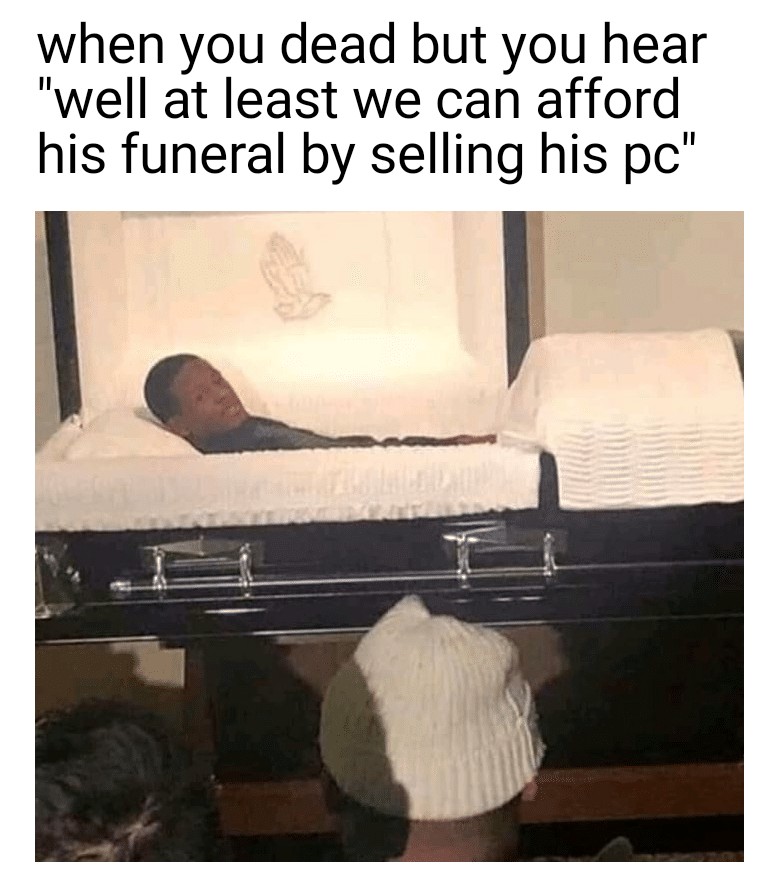 when you dead but you hear
"well at least we can afford
his funeral by selling his pc"